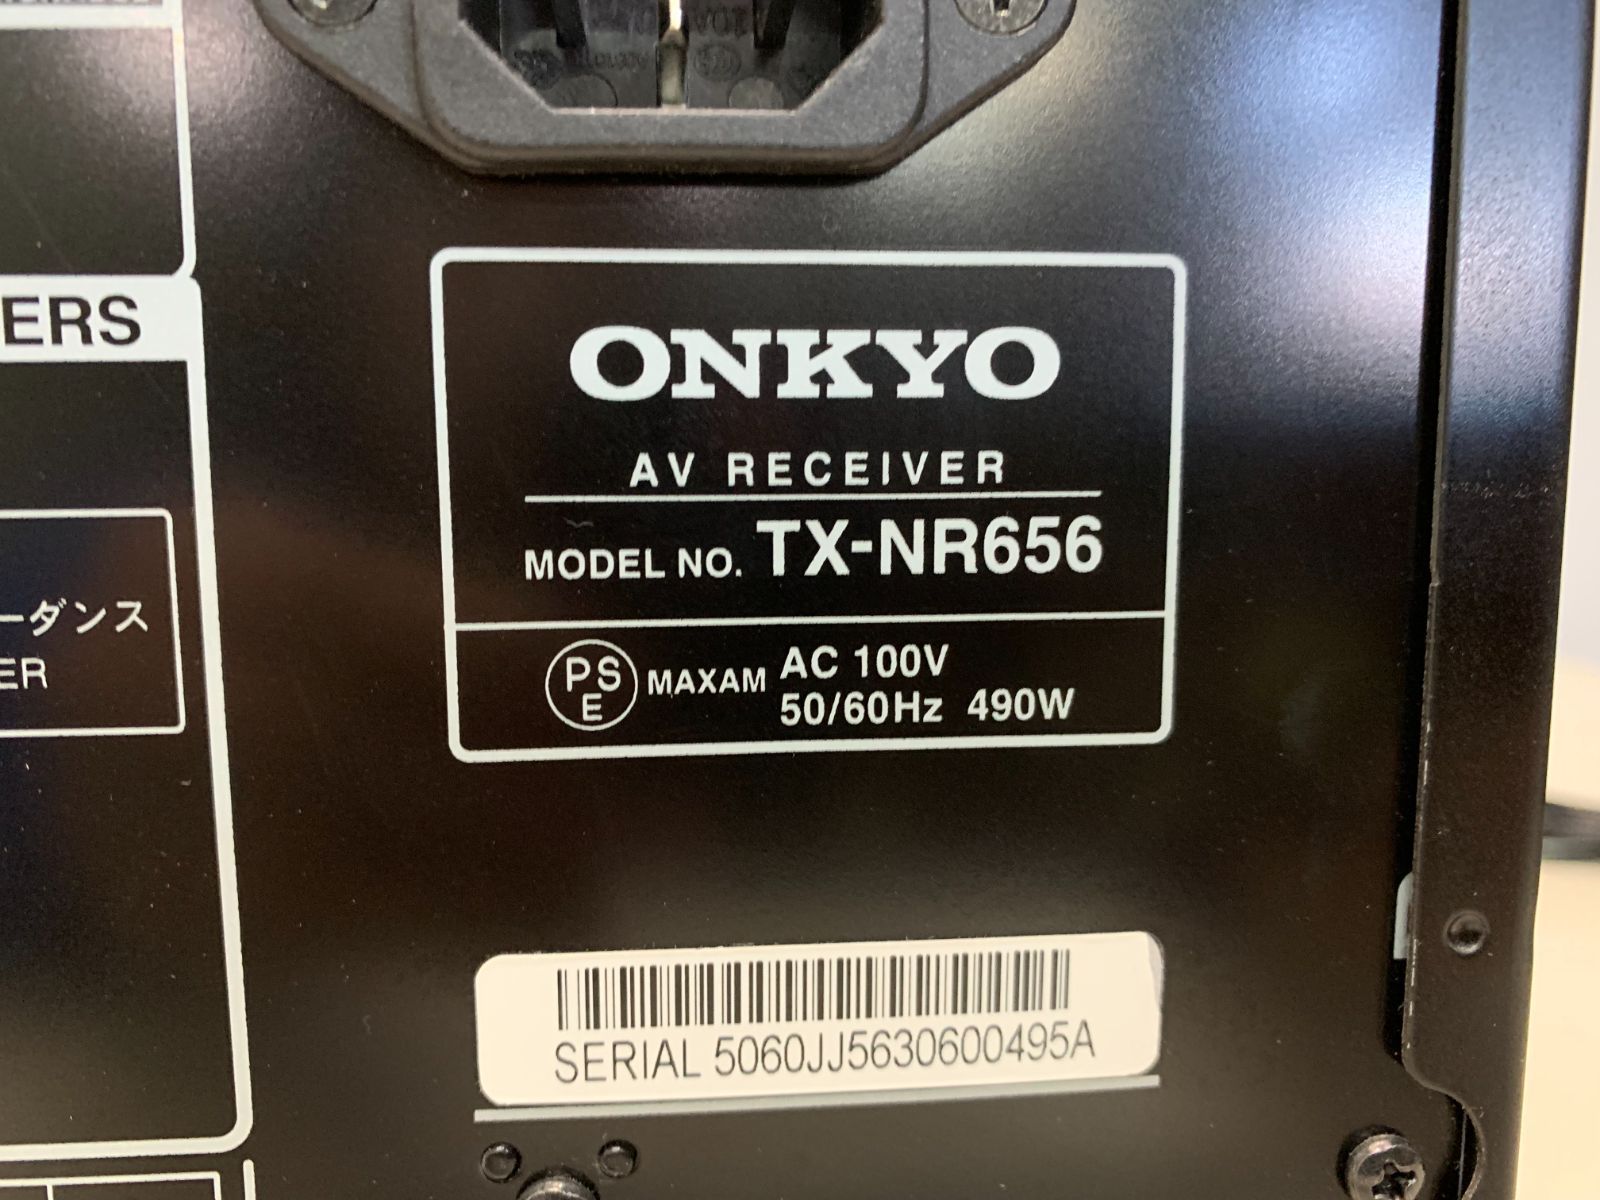 ONKYO
AV RECEIVER
MODEL NO. TX-NR656
PSE MAXAM AC 100V
50/60Hz 490W
SERIAL 5060JJ5630600495A
ERS
ーダンス
ER